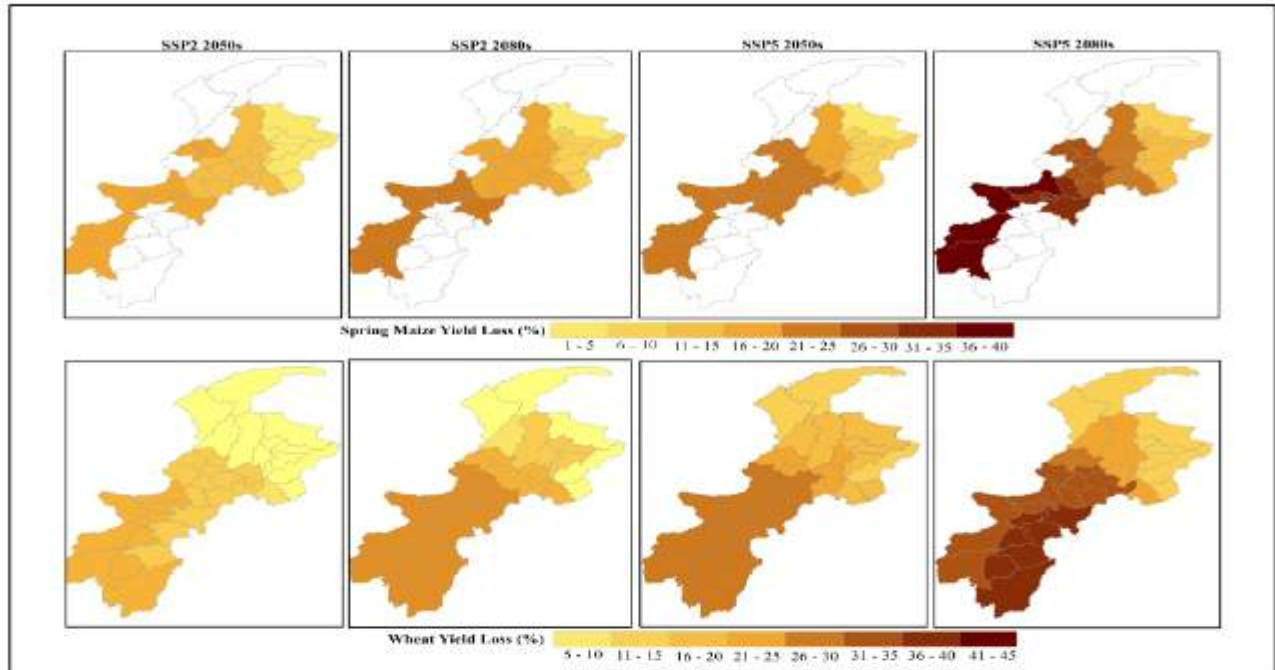 SSP2 2050s SSP2 2080s SSP5 2050s SSP5 2080s
Spring Maize Yield Loss (%)
1 - 5 6 - 10 11 - 15 16 - 20 21 - 25 26 - 30 31 - 35 36 - 40
Wheat Yield Loss (%)
5 - 10 11 - 15 16 - 20 21 - 25 26 - 30 31 - 35 36 - 40 41 - 45